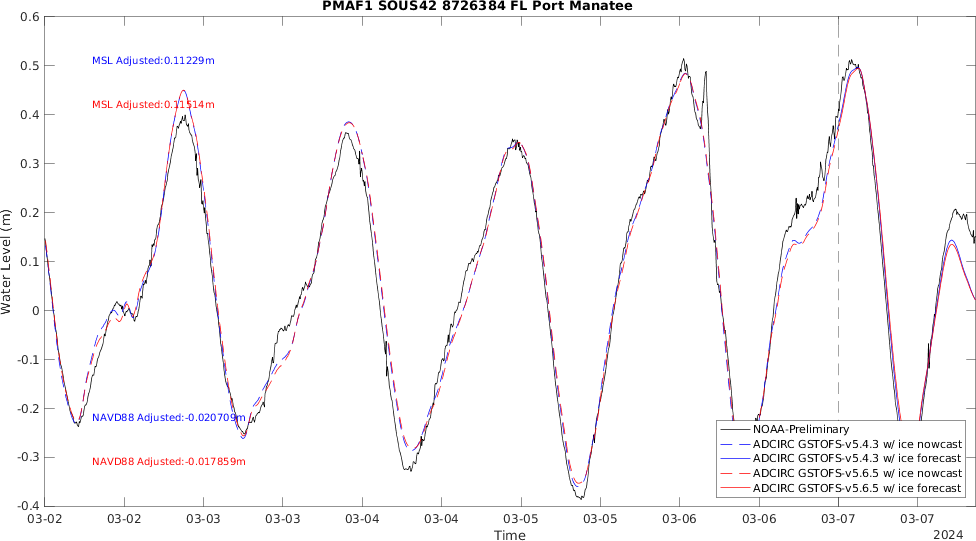 PMAF1 SOUS42 8726384 FL Port Manatee
0.6
0.5
0.4
0.3
0.2
0.1
0
-0.1
-0.2
-0.3
-0.4
Water Level (m)
MSL Adjusted:0.11229m
MSL Adjusted:0.11514m
NAVD88 Adjusted:-0.020709m
NAVD88 Adjusted:-0.017859m
NOAA-Preliminary
ADCIRC GSTOFS-v5.4.3 w/ ice nowcast
ADCIRC GSTOFS-v5.4.3 w/ ice forecast
ADCIRC GSTOFS-v5.6.5 w/ ice nowcast
ADCIRC GSTOFS-v5.6.5 w/ ice forecast
03-02 03-02 03-03 03-03 03-04 03-04 03-05 03-05 03-06 03-06 03-07 03-07
Time
2024